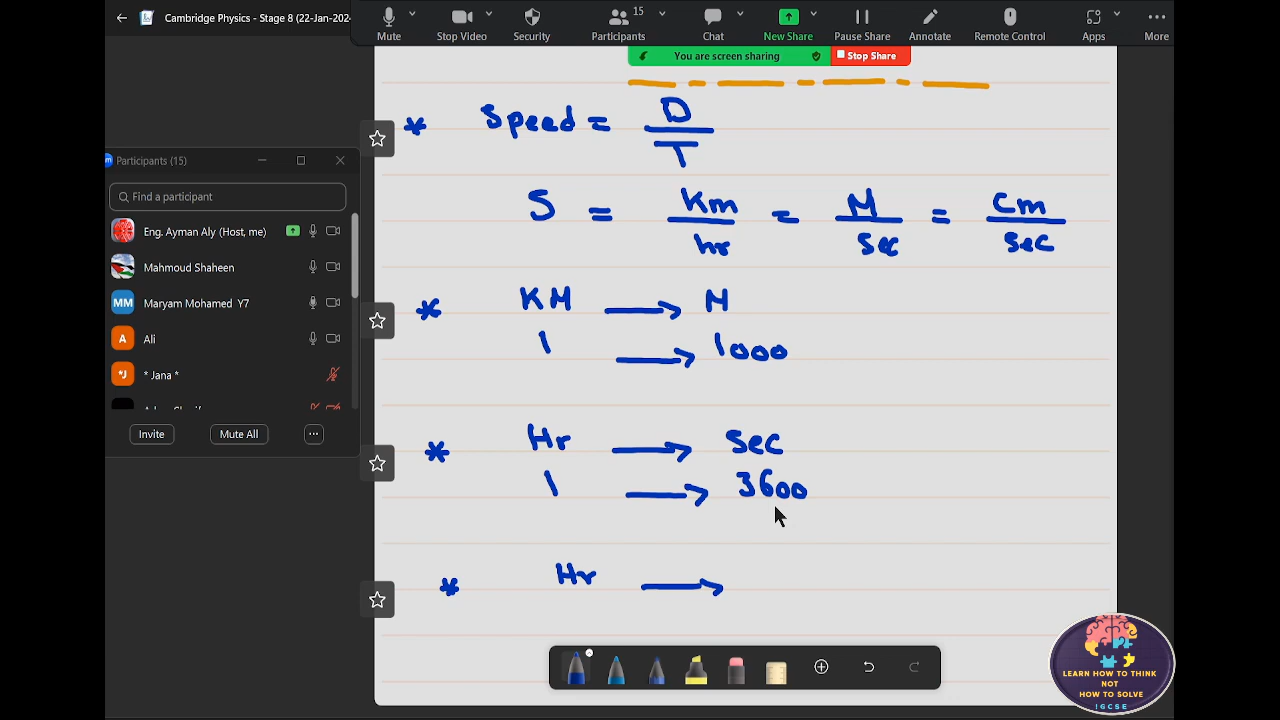 Cambridge Physics - Stage 8 (22-Jan-202
Mute
Stop Video
Security
15
Participants
Chat
New Share
Pause Share
Annotate
Remote Control
Apps
More
You are screen sharing
Stop Share
Participants (15)
Find a participant
Eng. Ayman Aly (Host, me)
Mahmoud Shaheen
MM Maryam Mohamed Y7
A Ali
*J * Jana *
Invite
Mute All
* Speed = D
T
S = Km = M = Cm
hr sec sec
* KM → M
1 → 1000
* Hr → sec
1 → 3600
* Hr →
LEARN HOW TO THINK
NOT
HOW TO SOLVE
IGCSE